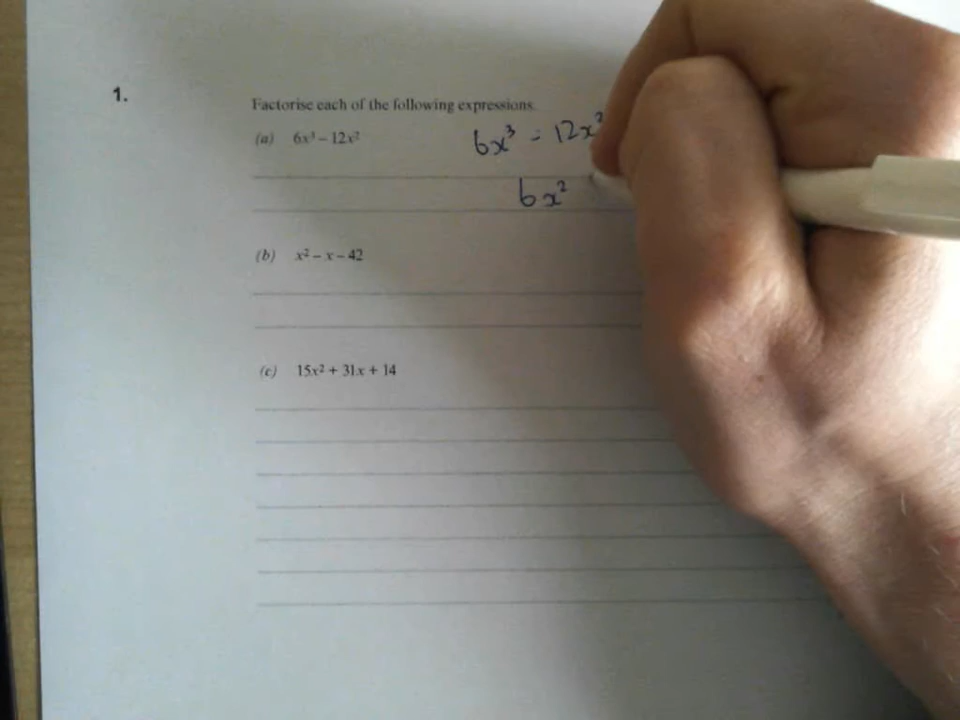 1.
Factorise each of the following expressions.
(a) 6x³ – 12x²
6x³ - 12x²
6x²
(b) x² – x – 42
(c) 15x² + 31x + 14